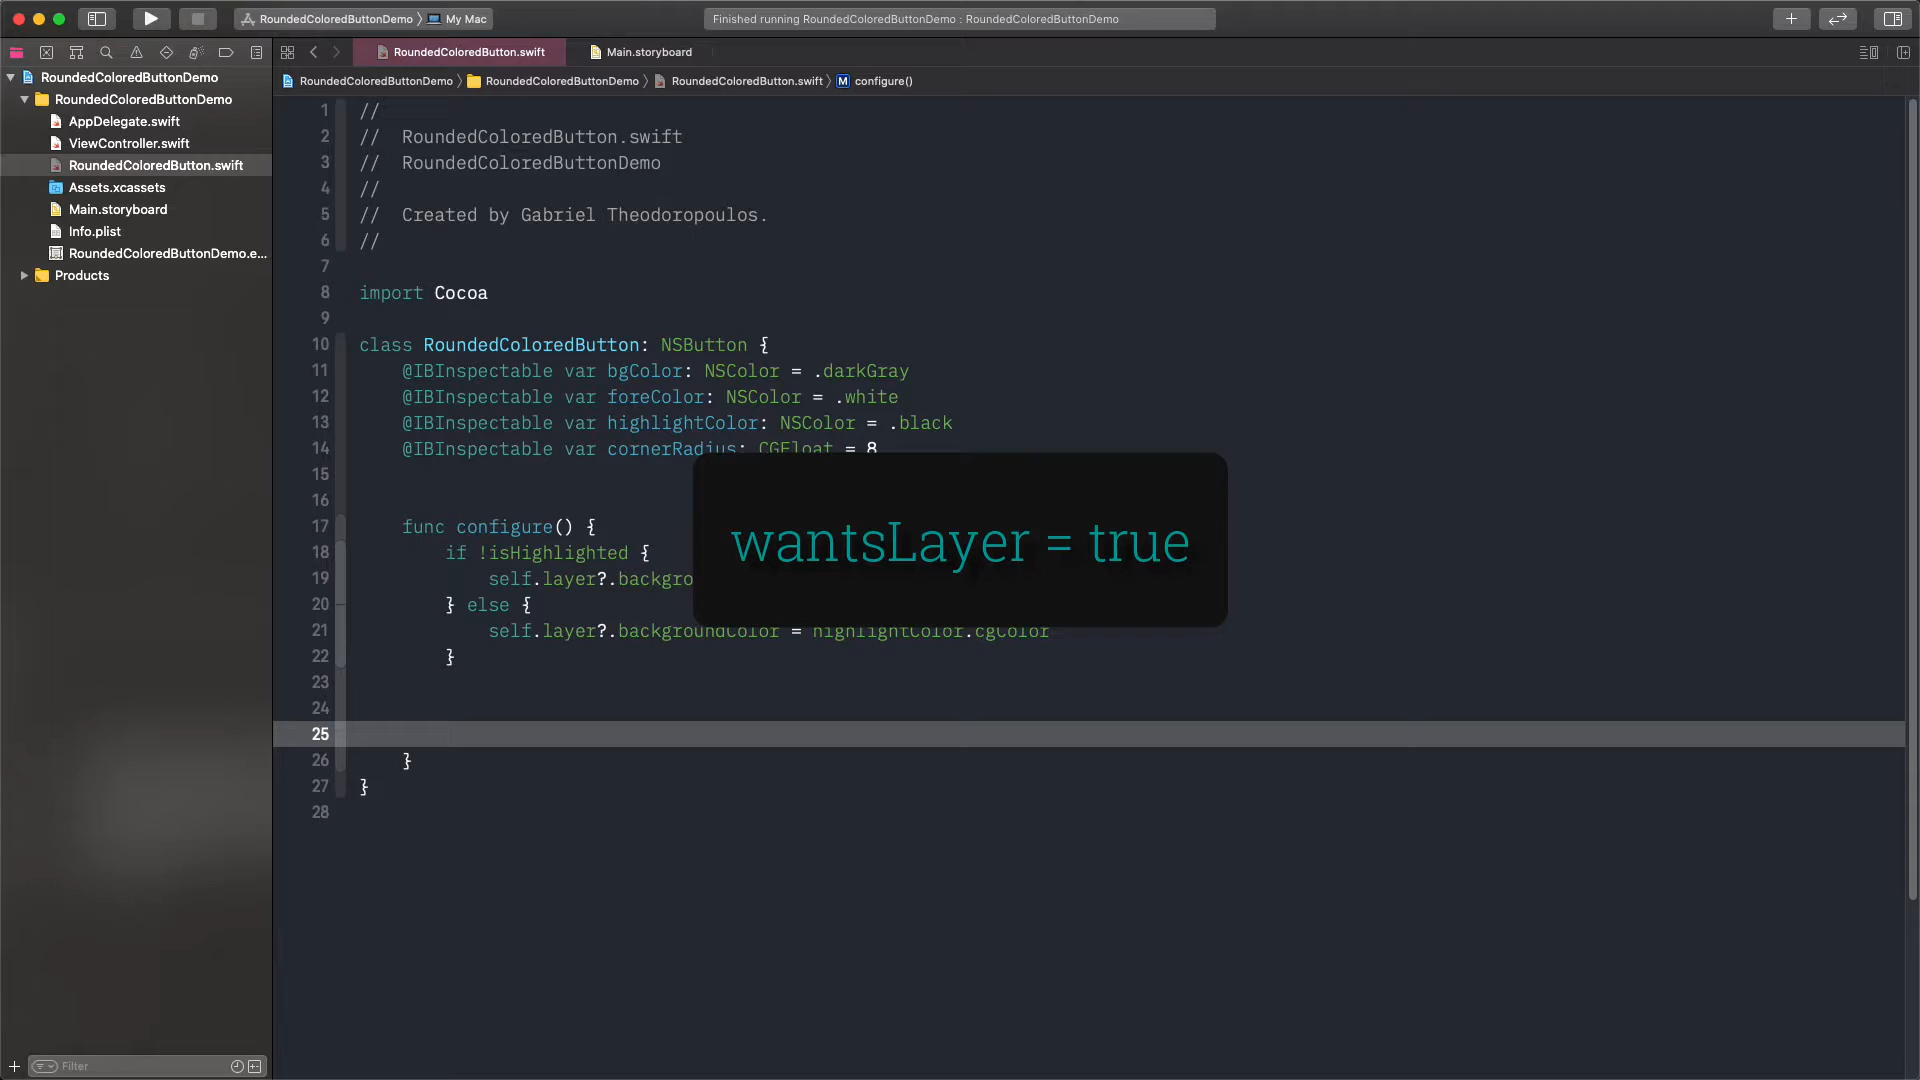 RoundedColoredButtonDemo 〉 My Mac
Finished running RoundedColoredButtonDemo : RoundedColoredButtonDemo
RoundedColoredButton.swift
Main.storyboard
RoundedColoredButtonDemo 〉 RoundedColoredButtonDemo 〉 RoundedColoredButton.swift 〉 M configure()
RoundedColoredButtonDemo
RoundedColoredButtonDemo
AppDelegate.swift
ViewController.swift
RoundedColoredButton.swift
Assets.xcassets
Main.storyboard
Info.plist
RoundedColoredButtonDemo.e...
Products
Filter
1 //
2 // RoundedColoredButton.swift
3 // RoundedColoredButtonDemo
4 //
5 // Created by Gabriel Theodoropoulos.
6 //
7
8 import Cocoa
9
10 class RoundedColoredButton: NSButton {
11 @IBInspectable var bgColor: NSColor = .darkGray
12 @IBInspectable var foreColor: NSColor = .white
13 @IBInspectable var highlightColor: NSColor = .black
14 @IBInspectable var cornerRadius: CGFloat = 8
15
16
17 func configure() {
18 if !isHighlighted {
19 self.layer?.backgro
20 } else {
21 self.layer?.backgroundColor = highlightColor.cgColor
22 }
23
24
25
26 }
27 }
28
wantsLayer = true